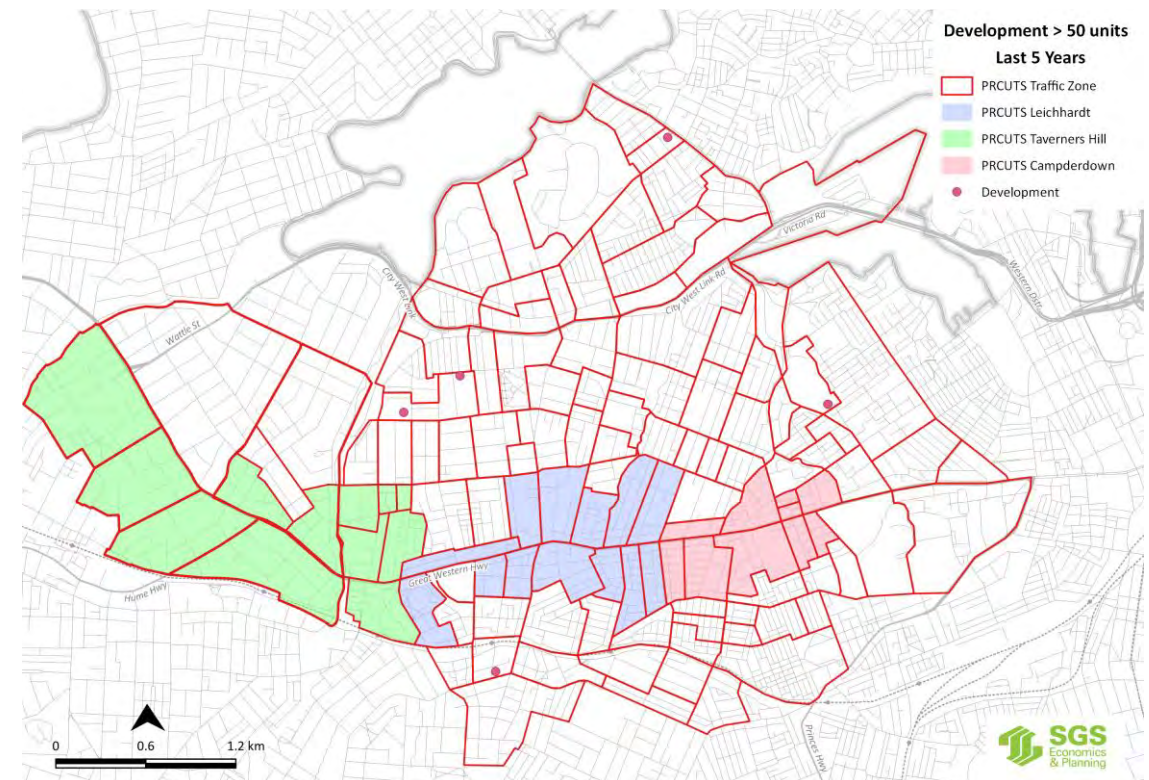 Development > 50 units
Last 5 Years
PRCUTS Traffic Zone
PRCUTS Leichhardt
PRCUTS Taverners Hill
PRCUTS Campderdown
Development
Victoria Rd
Western Distr
City West Link
City West Link Rd
Wattle St
Great Western Hwy
Hume Hwy
Princes Hwy
0 0.6 1.2 km
SGS
Economics
& Planning